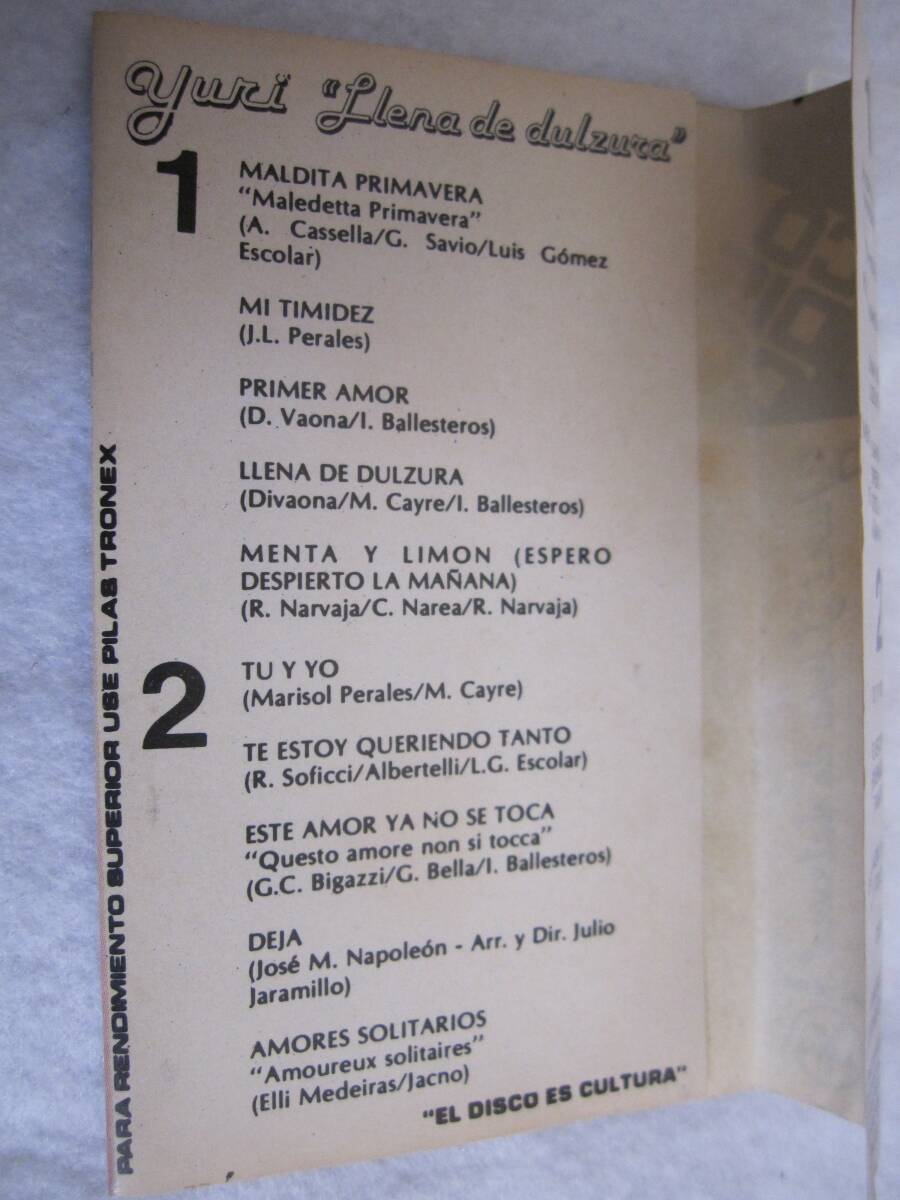 Yuri “Llena de dulzura”
1
MALDITA PRIMAVERA
“Maledetta Primavera”
(A. Cassella/G. Savio/Luis Gómez
Escolar)
MI TIMIDEZ
(J.L. Perales)
PRIMER AMOR
(D. Vaona/I. Ballesteros)
LLENA DE DULZURA
(Divaona/M. Cayre/I. Ballesteros)
MENTA Y LIMON (ESPERO
DESPIERTO LA MAÑANA)
(R. Narvaja/C. Narea/R. Narvaja)
2
TU Y YO
(Marisol Perales/M. Cayre)
TE ESTOY QUERIENDO TANTO
(R. Soficci/Albertelli/L.G. Escolar)
ESTE AMOR YA NO SE TOCA
“Questo amore non si tocca”
(G.C. Bigazzi/G. Bella/I. Ballesteros)
DEJA
(José M. Napoleón - Arr. y Dir. Julio
Jaramillo)
AMORES SOLITARIOS
“Amoureux solitaires”
(Elli Medeiras/Jacno)
“EL DISCO ES CULTURA”
PARA RENDIMIENTO SUPERIOR USE PILAS TRONEX